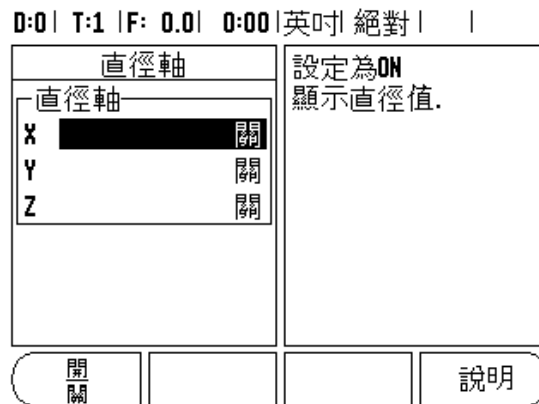 D:0| T:1 |F: 0.0| 0:00|英吋| 絕對| |
直徑軸
直徑軸
X 關
Y 關
Z 關
設定為ON
顯示直徑值.
開
關
說明